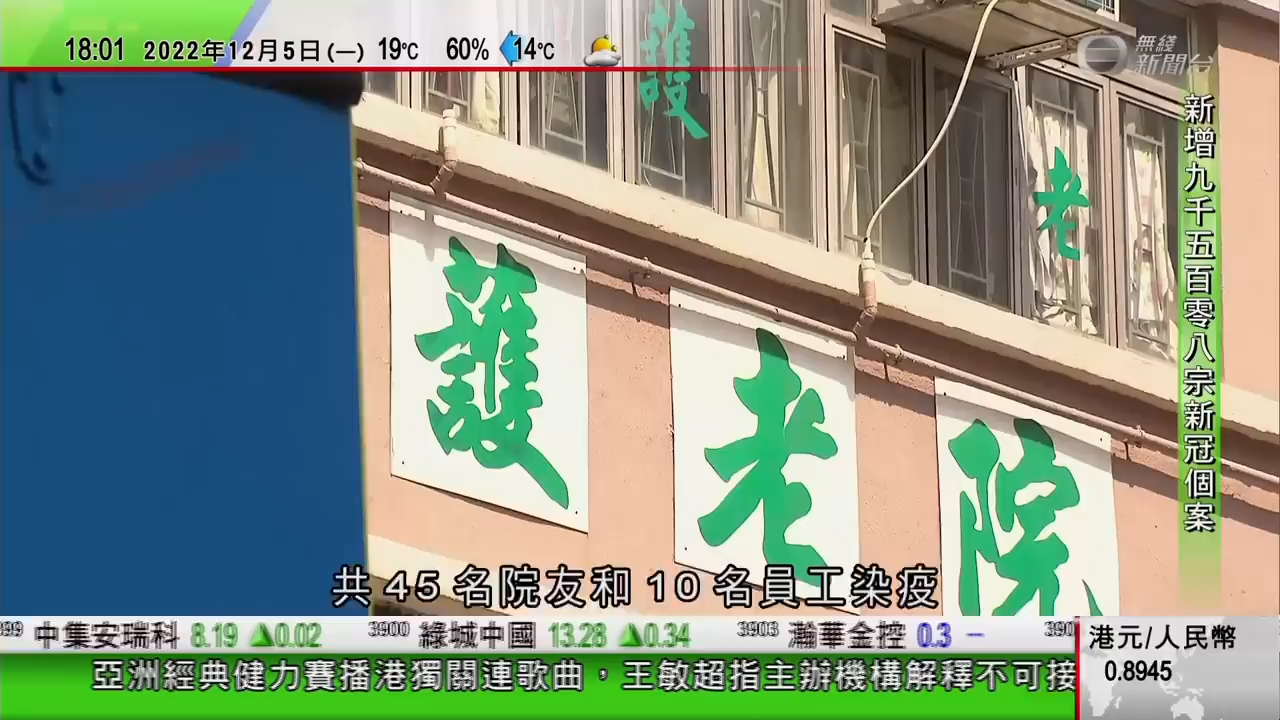 18:01 2022年12月5日(一) 19℃ 60% 14℃
無綫
新聞台
護
老
護老院
新增九千五百零八宗新冠個案
共 45 名院友和 10 名員工染疫
中集安瑞科 8.19 ▲0.02 3900 綠城中國 13.28 ▲0.34 3903 瀚華金控 0.3 –
港元/人民幣
0.8945
亞洲經典健力賽播港獨關連歌曲，王敏超指主辦機構解釋不可接